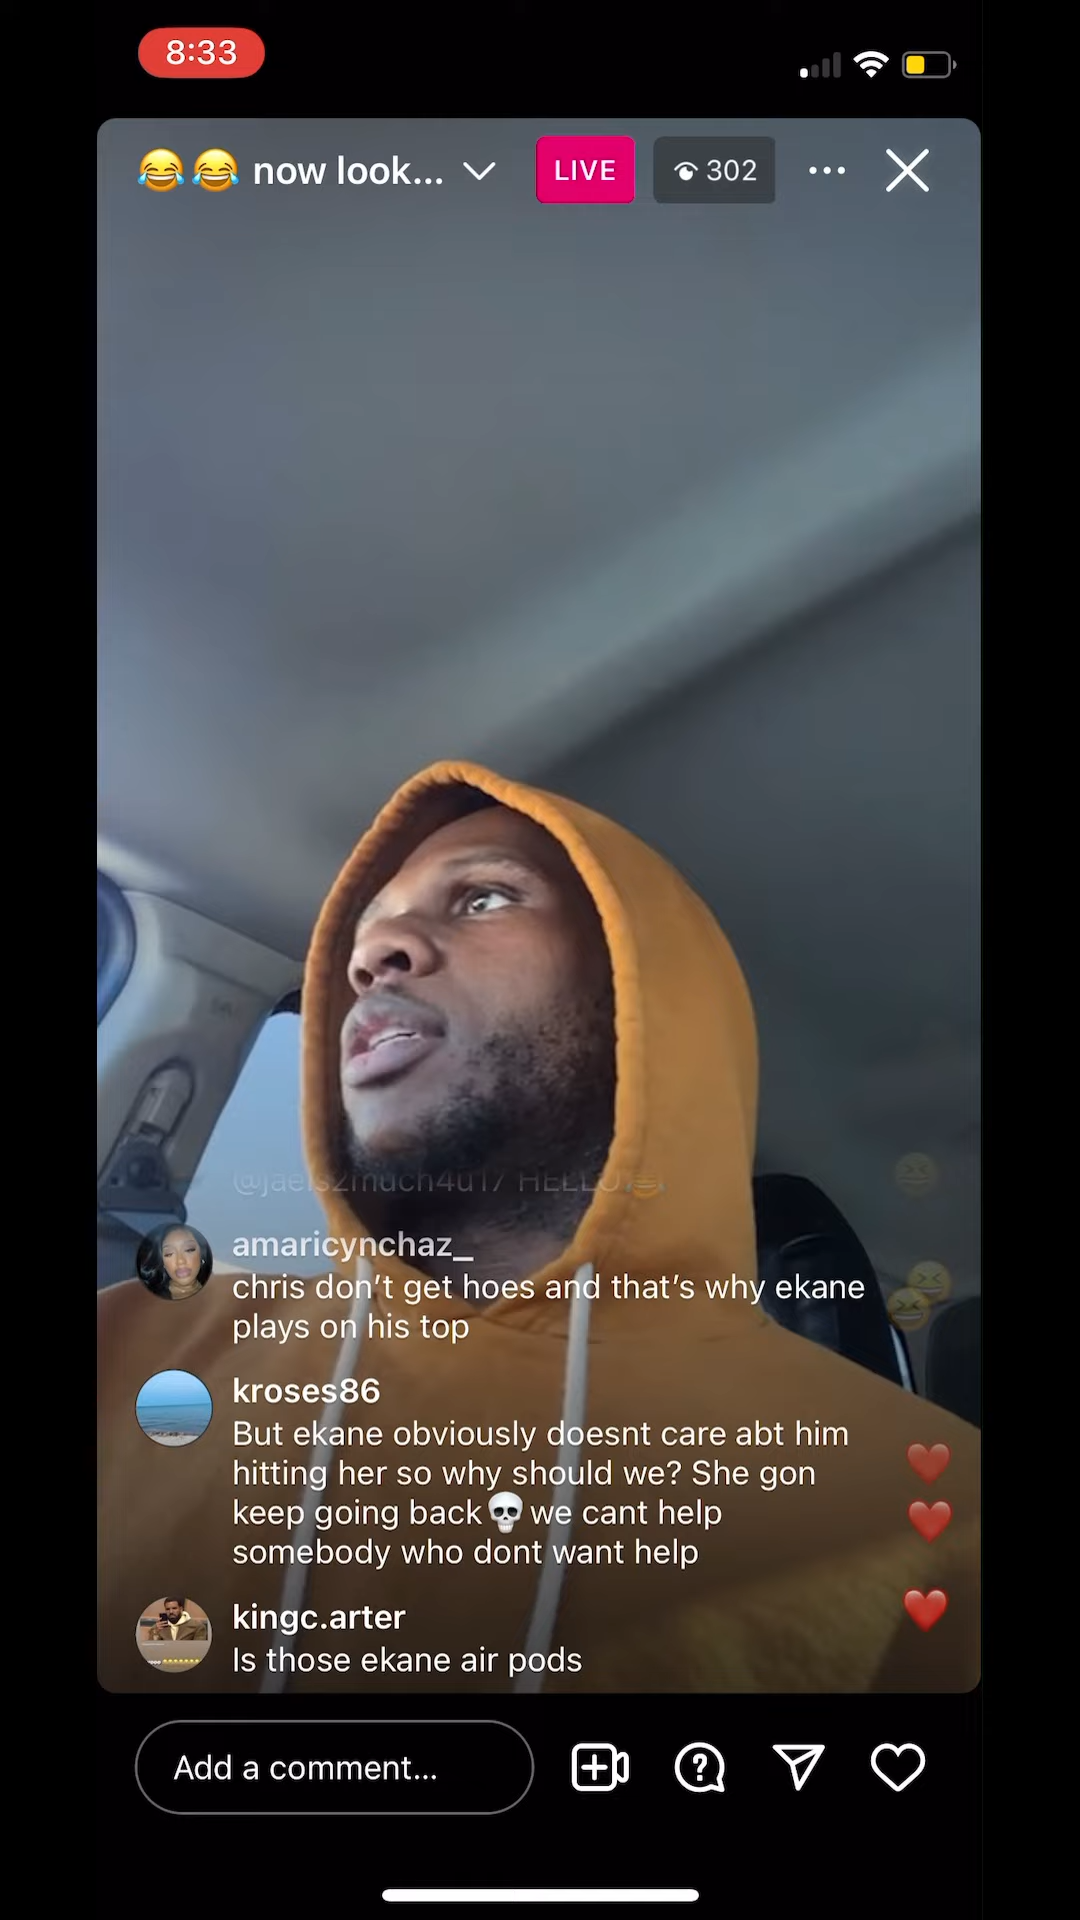 8:33
😂😂 now look...
LIVE
302
@jaels2much4u17 HELLO😂
amaricynchaz_
chris don't get hoes and that's why ekane
plays on his top
kroses86
But ekane obviously doesnt care abt him
hitting her so why should we? She gon
keep going back💀we cant help
somebody who dont want help
kingc.arter
Is those ekane air pods
Add a comment...